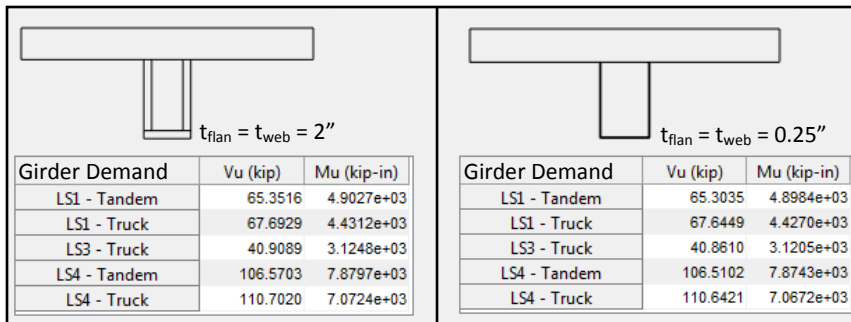 t_flan = t_web = 2"
Girder Demand Vu (kip) Mu (kip-in)
LS1 - Tandem 65.3516 4.9027e+03
LS1 - Truck 67.6929 4.4312e+03
LS3 - Truck 40.9089 3.1248e+03
LS4 - Tandem 106.5703 7.8797e+03
LS4 - Truck 110.7020 7.0724e+03
t_flan = t_web = 0.25"
Girder Demand Vu (kip) Mu (kip-in)
LS1 - Tandem 65.3035 4.8984e+03
LS1 - Truck 67.6449 4.4270e+03
LS3 - Truck 40.8610 3.1205e+03
LS4 - Tandem 106.5102 7.8743e+03
LS4 - Truck 110.6421 7.0672e+03